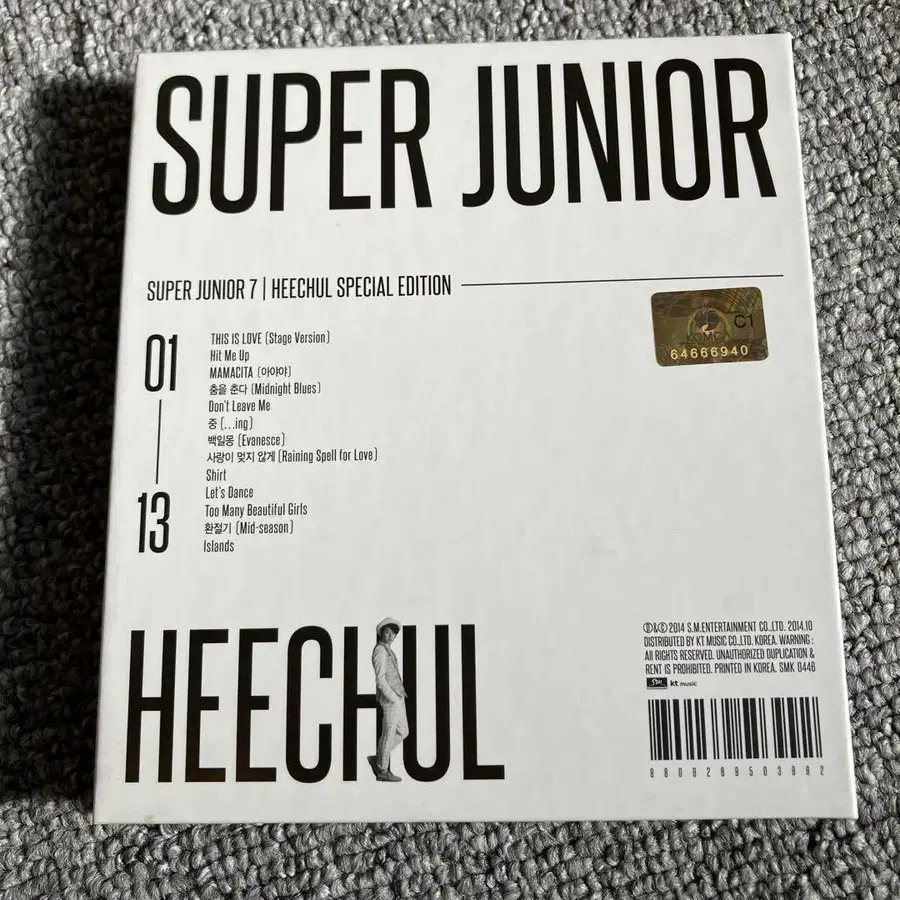 SUPER JUNIOR
SUPER JUNIOR 7 | HEECHUL SPECIAL EDITION
C1
KOMCA
64666940
01
13
THIS IS LOVE (Stage Version)
Hit Me Up
MAMACITA (아야야)
춤을 춘다 (Midnight Blues)
Don't Leave Me
중 (...ing)
백일몽 (Evanesce)
사랑이 멎지 않게 (Raining Spell for Love)
Shirt
Let's Dance
Too Many Beautiful Girls
환절기 (Mid-season)
Islands
HEECHUL
℗&© 2014 S.M.ENTERTAINMENT CO.,LTD. 2014.10
DISTRIBUTED BY KT MUSIC CO.,LTD. KOREA. WARNING :
All RIGHTS RESERVED. UNAUTHORIZED DUPLICATION &
RENT IS PROHIBITED. PRINTED IN KOREA. SMK 0446
kt music
8809269503992